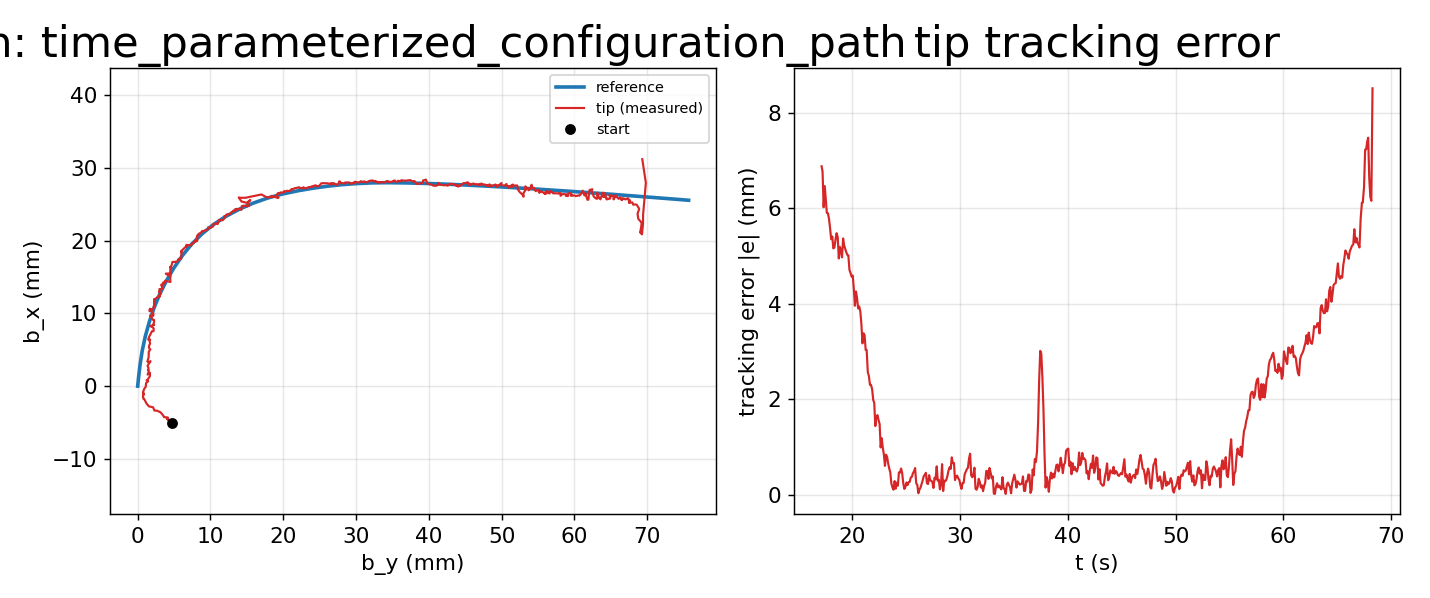 n: time_parameterized_configuration_path
tip tracking error
reference
tip (measured)
start
40
30
20
10
0
−10
b_x (mm)
0 10 20 30 40 50 60 70
b_y (mm)
8
6
4
2
0
tracking error |e| (mm)
20 30 40 50 60 70
t (s)